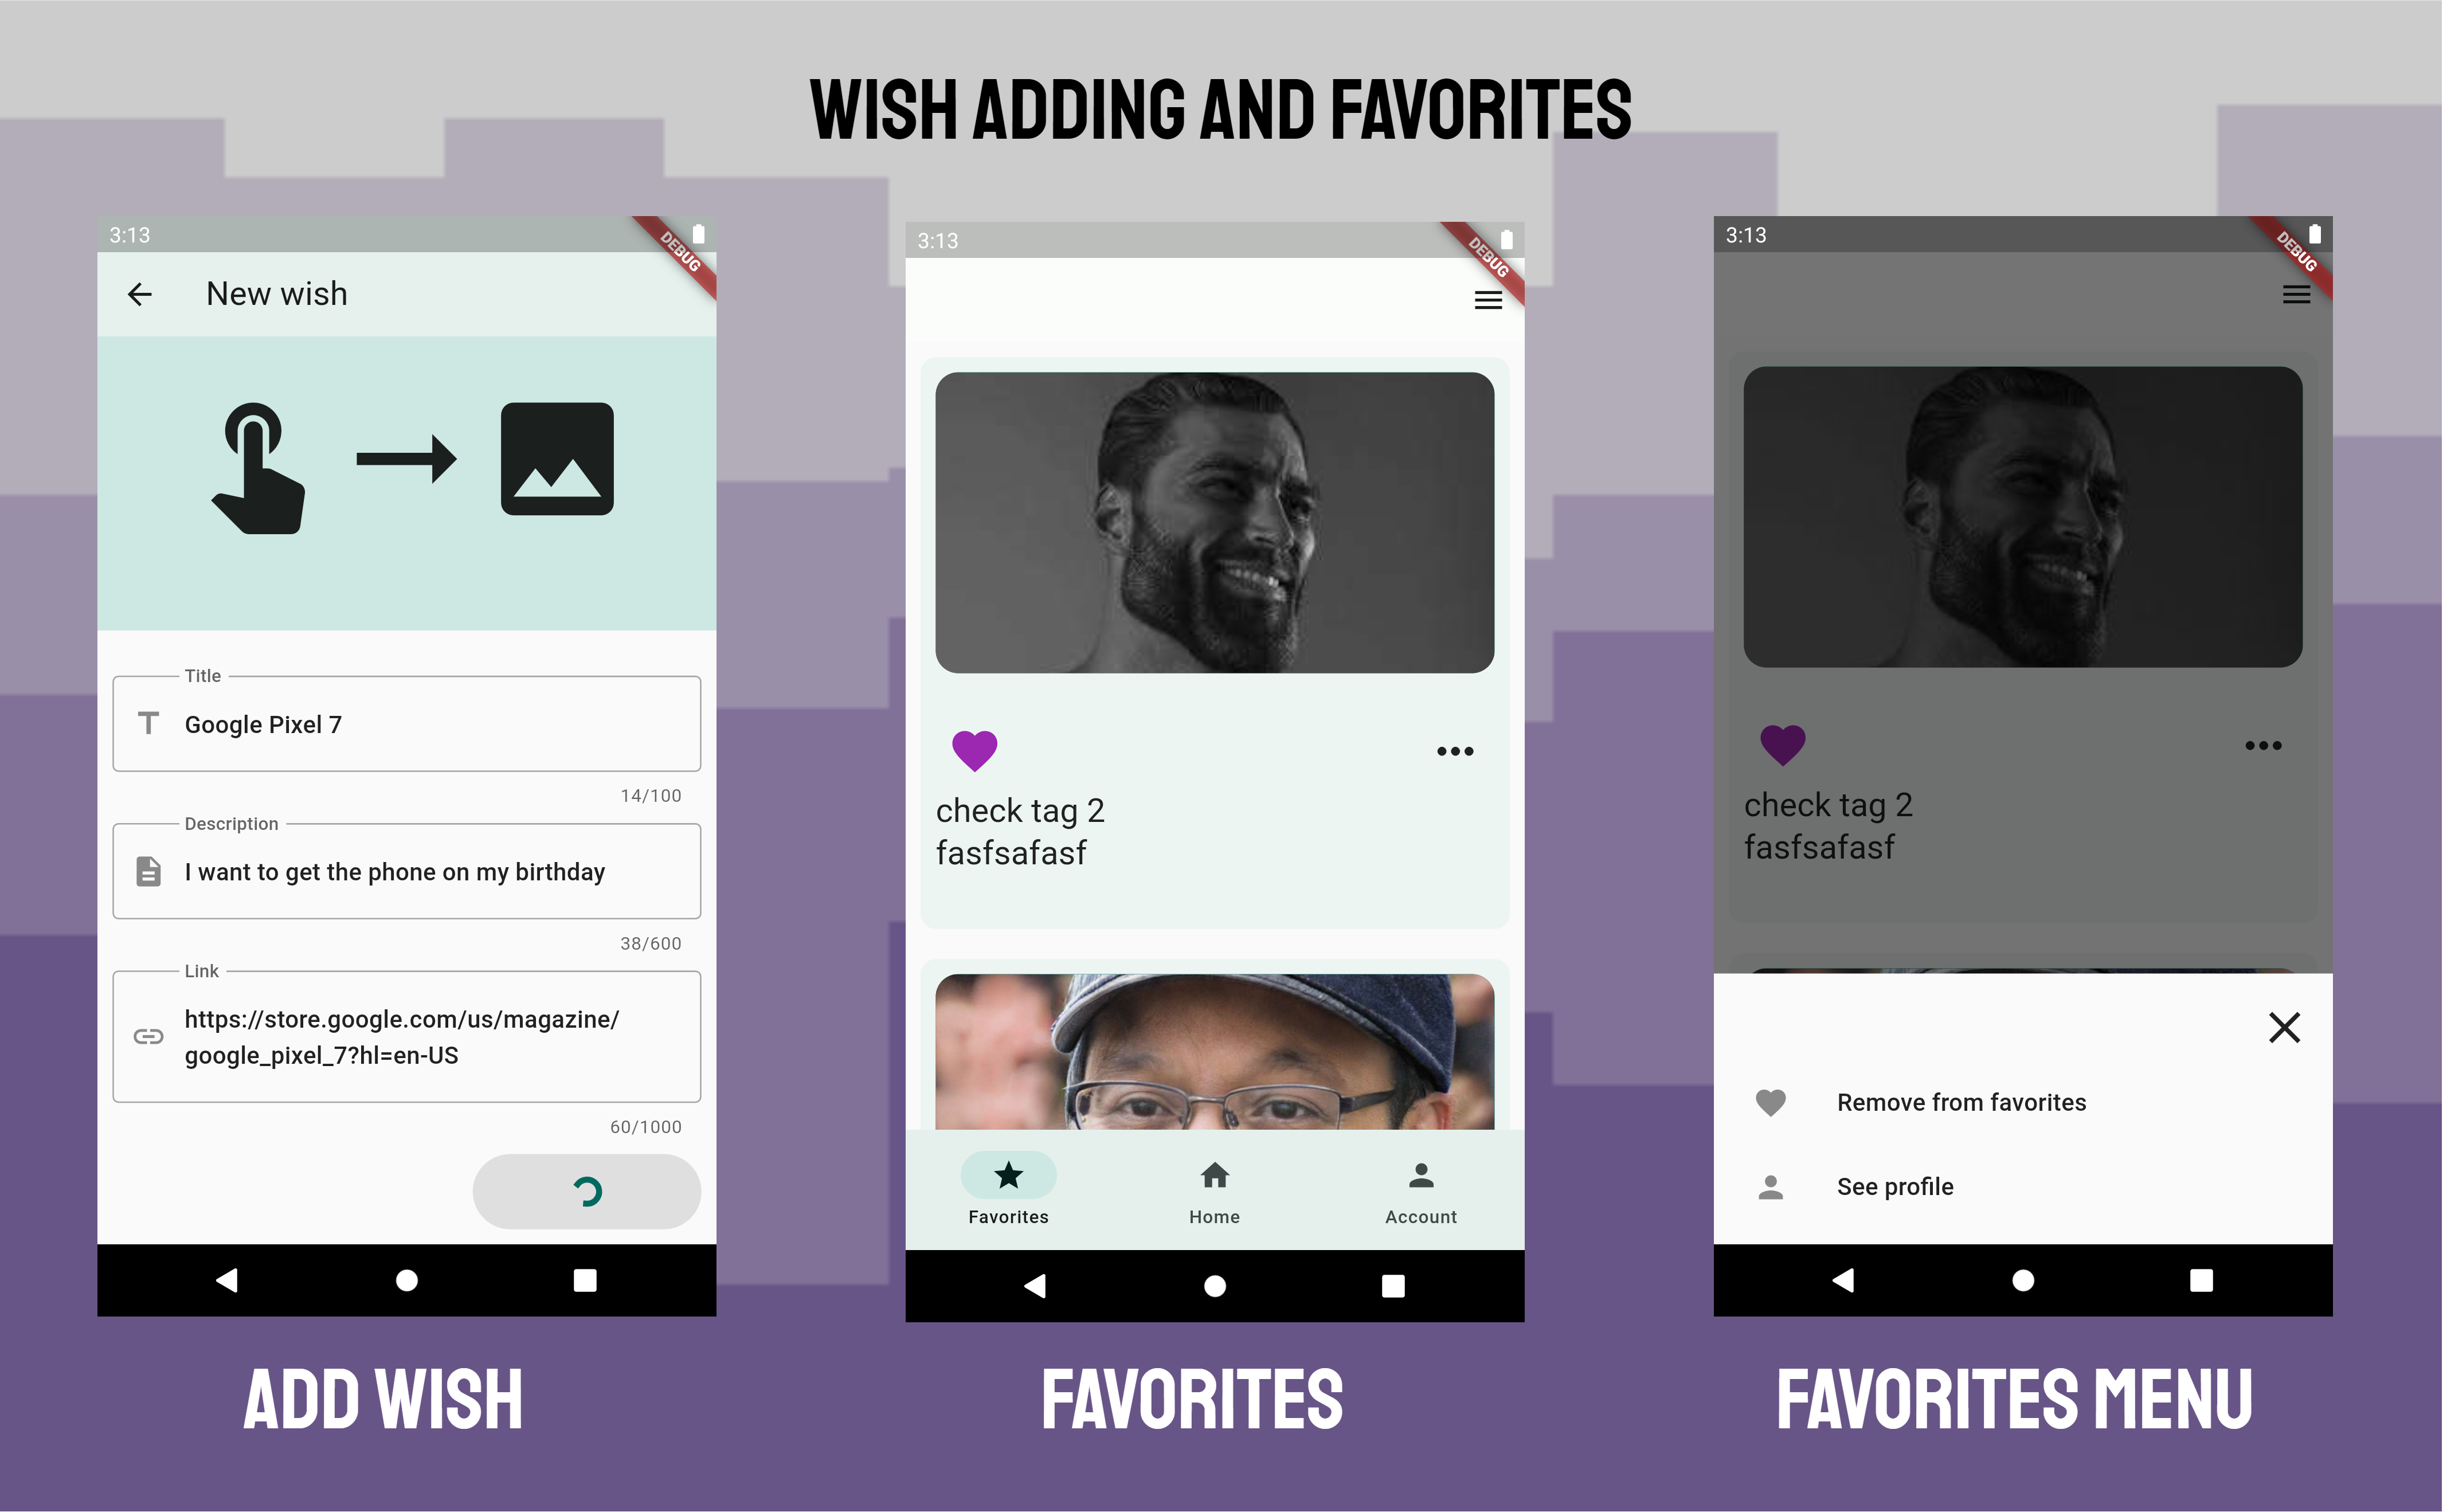 WISH ADDING AND FAVORITES
3:13
DEBUG
New wish
Title
Google Pixel 7
14/100
Description
I want to get the phone on my birthday
38/600
Link
https://store.google.com/us/magazine/
google_pixel_7?hl=en-US
60/1000
ADD WISH
3:13
DEBUG
check tag 2
fasfsafasf
Favorites
Home
Account
FAVORITES
3:13
DEBUG
check tag 2
fasfsafasf
Remove from favorites
See profile
FAVORITES MENU